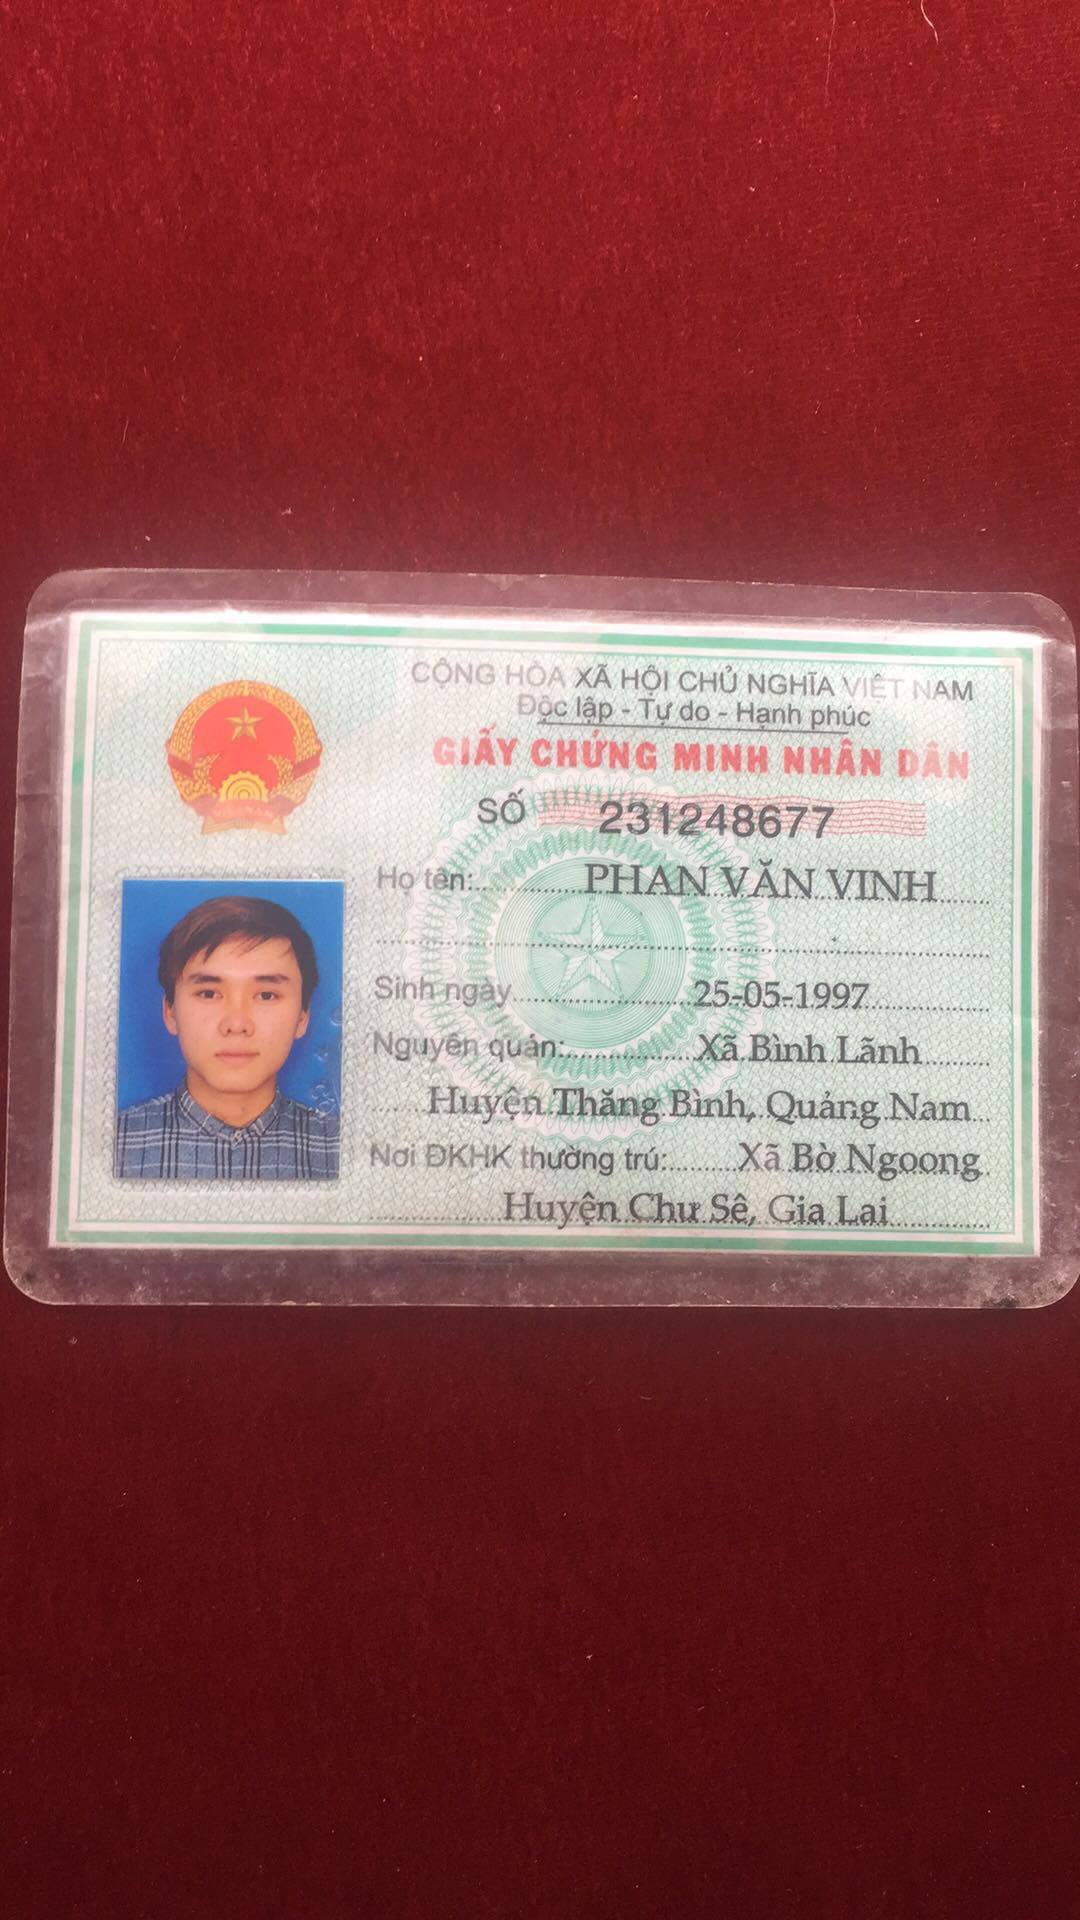 CỘNG HÒA XÃ HỘI CHỦ NGHĨA VIỆT NAM
Độc lập - Tự do - Hạnh phúc
GIẤY CHỨNG MINH NHÂN DÂN
SỐ 231248677
Họ tên: PHAN VĂN VINH
Sinh ngày 25-05-1997
Nguyên quán: Xã Bình Lãnh
Huyện Thăng Bình, Quảng Nam
Nơi ĐKHK thường trú: Xã Bờ Ngoong
Huyện Chư Sê, Gia Lai